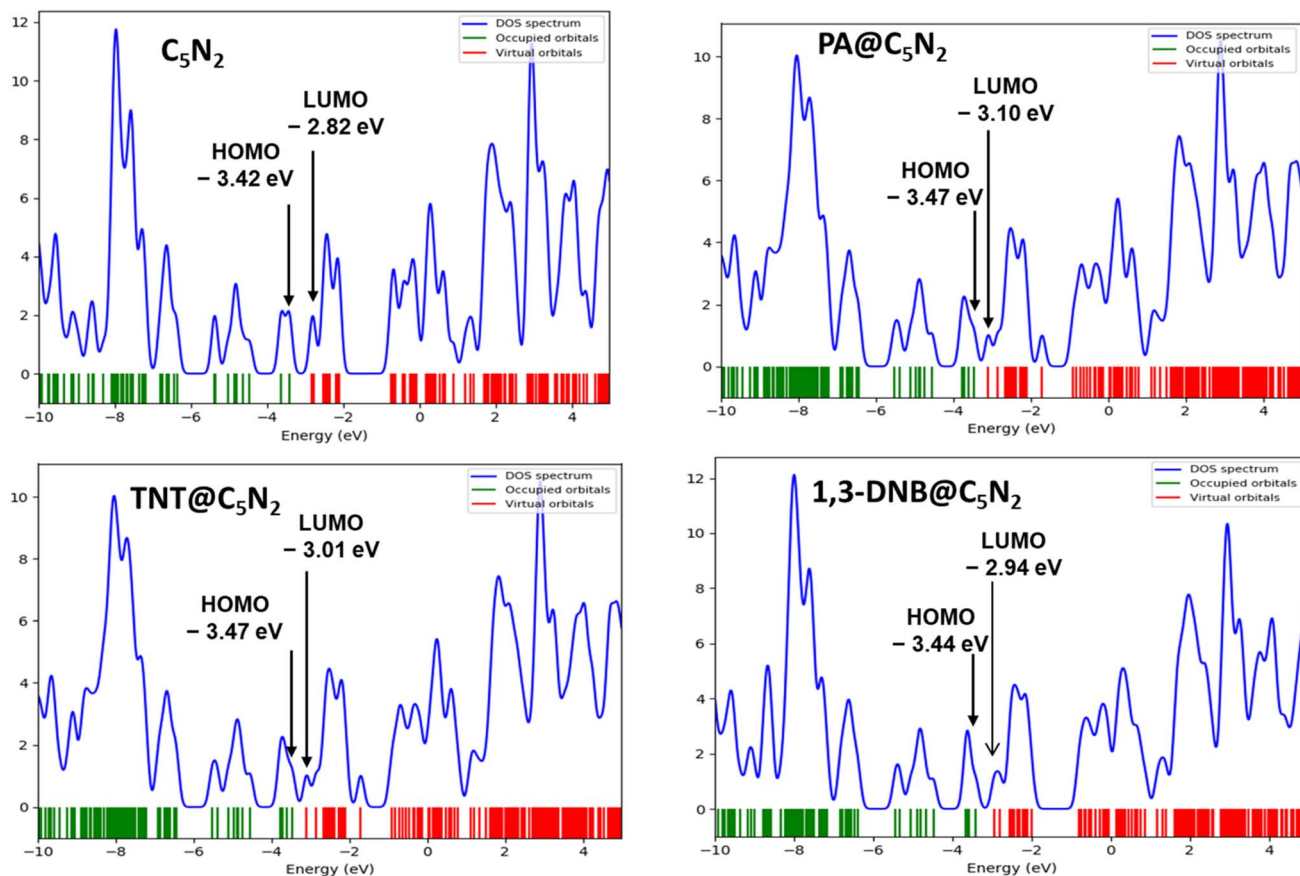 C₅N₂
DOS spectrum
Occupied orbitals
Virtual orbitals
LUMO
− 2.82 eV
HOMO
− 3.42 eV
12
10
8
6
4
2
0
−10 −8 −6 −4 −2 0 2 4
Energy (eV)
PA@C₅N₂
DOS spectrum
Occupied orbitals
Virtual orbitals
LUMO
− 3.10 eV
HOMO
− 3.47 eV
10
8
6
4
2
0
−10 −8 −6 −4 −2 0 2 4
Energy (eV)
TNT@C₅N₂
DOS spectrum
Occupied orbitals
Virtual orbitals
LUMO
− 3.01 eV
HOMO
− 3.47 eV
10
8
6
4
2
0
−10 −8 −6 −4 −2 0 2 4
Energy (eV)
1,3-DNB@C₅N₂
DOS spectrum
Occupied orbitals
Virtual orbitals
LUMO
− 2.94 eV
HOMO
− 3.44 eV
12
10
8
6
4
2
0
−10 −8 −6 −4 −2 0 2 4
Energy (eV)